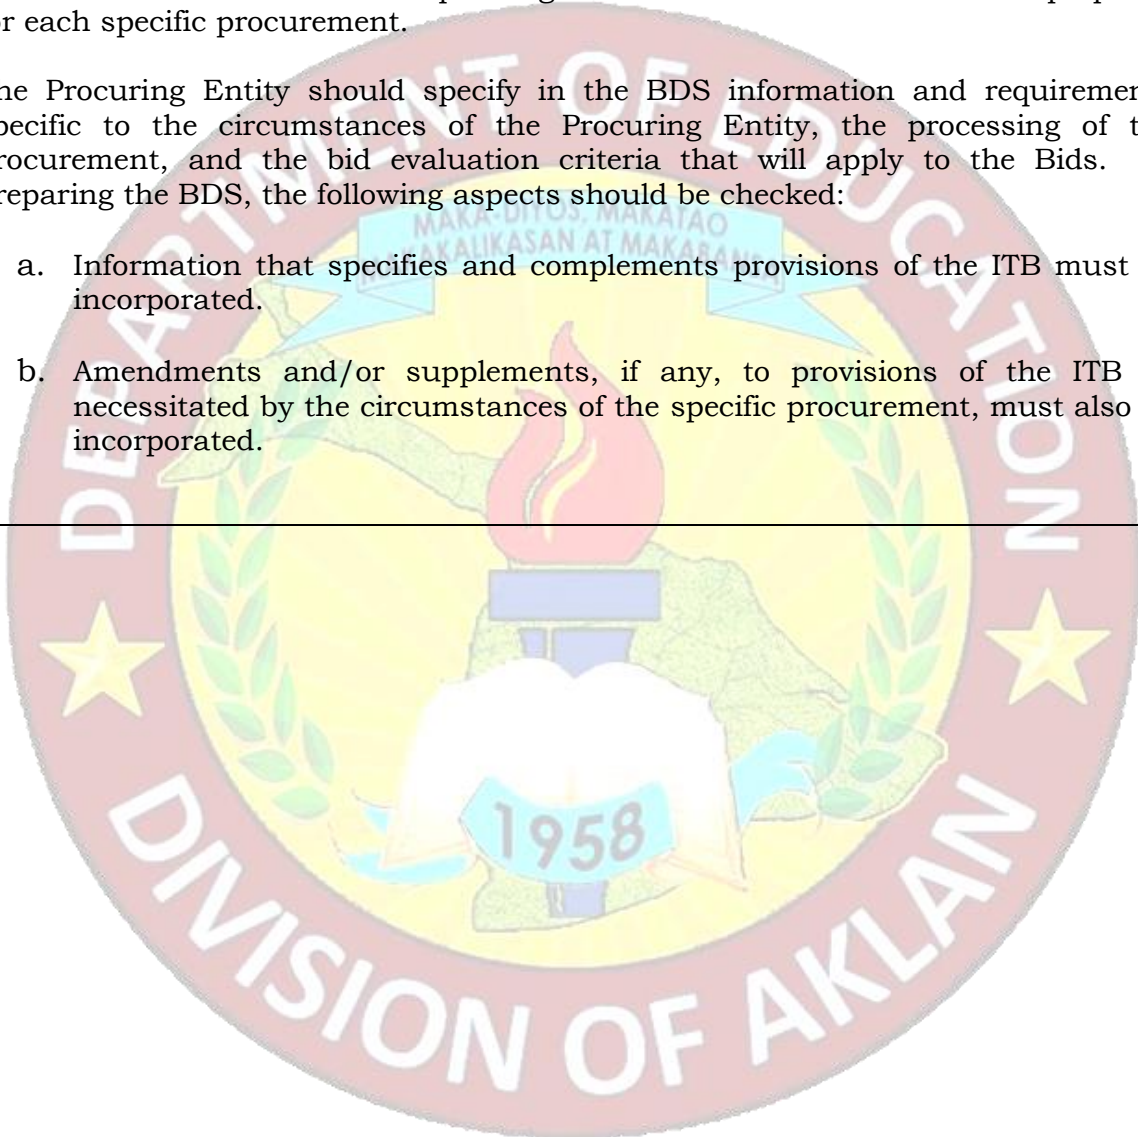 or each specific procurement.
he Procuring Entity should specify in the BDS information and requiremen
pecific to the circumstances of the Procuring Entity, the processing of t
rocurement, and the bid evaluation criteria that will apply to the Bids.
reparing the BDS, the following aspects should be checked:
a. Information that specifies and complements provisions of the ITB must
incorporated.
b. Amendments and/or supplements, if any, to provisions of the ITB
necessitated by the circumstances of the specific procurement, must also
incorporated.
DEPARTMENT OF EDUCATION
MAKA-DIYOS, MAKATAO
MAKAKALIKASAN AT MAKABANSA
1958
DIVISION OF AKLAN